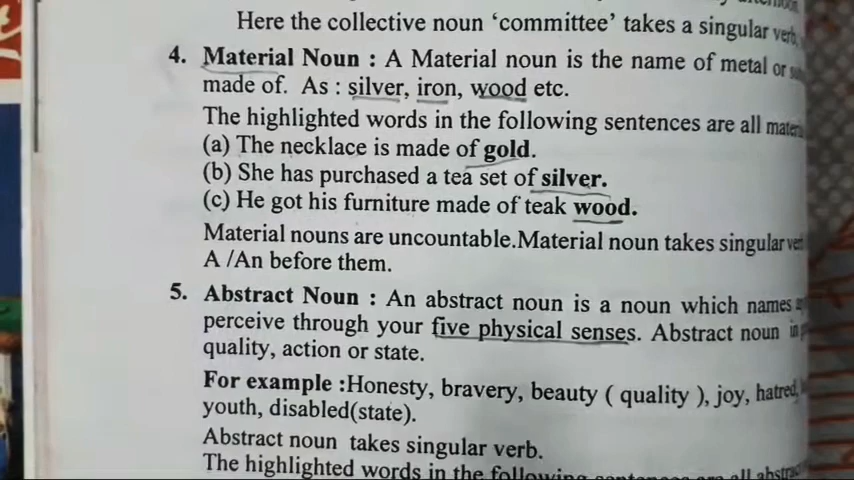 Here the collective noun ‘committee’ takes a singular verb,
4. Material Noun : A Material noun is the name of metal or
made of. As : silver, iron, wood etc.
The highlighted words in the following sentences are all
(a) The necklace is made of gold.
(b) She has purchased a tea set of silver.
(c) He got his furniture made of teak wood.
Material nouns are uncountable.Material noun takes singular
A /An before them.
5. Abstract Noun : An abstract noun is a noun which names
perceive through your five physical senses. Abstract noun
quality, action or state.
For example :Honesty, bravery, beauty ( quality ), joy, hatred,
youth, disabled(state).
Abstract noun takes singular verb.
The highlighted words in the following sentences are all